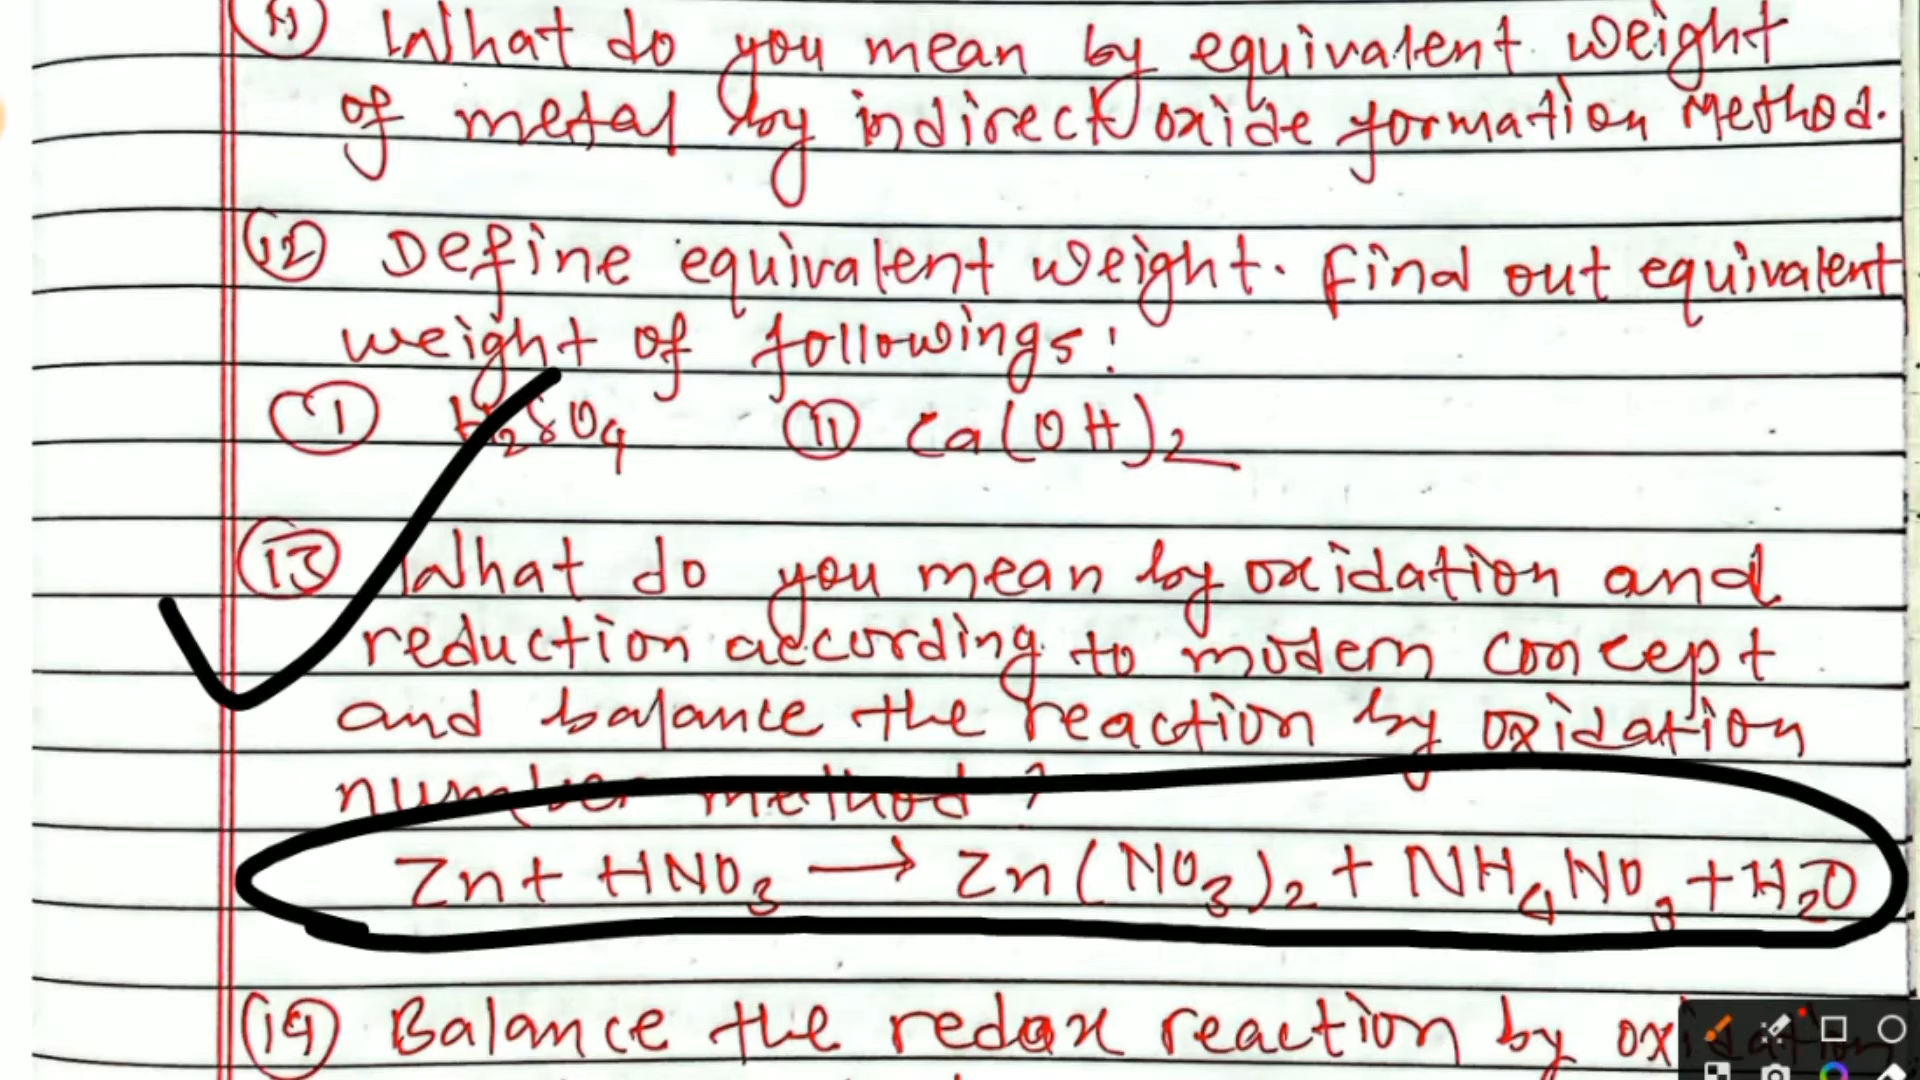 11 What do you mean by equivalent weight
of metal by indirect oxide formation Method.
12 Define equivalent weight. Find out equivalent
weight of followings:
I H2SO4 II Ca(OH)2
13 What do you mean by oxidation and
reduction according to modern concept
and balance the reaction by oxidation
number method?
Zn + HNO3 → Zn(NO3)2 + NH4NO3 + H2O
14 Balance the redox reaction by oxidation